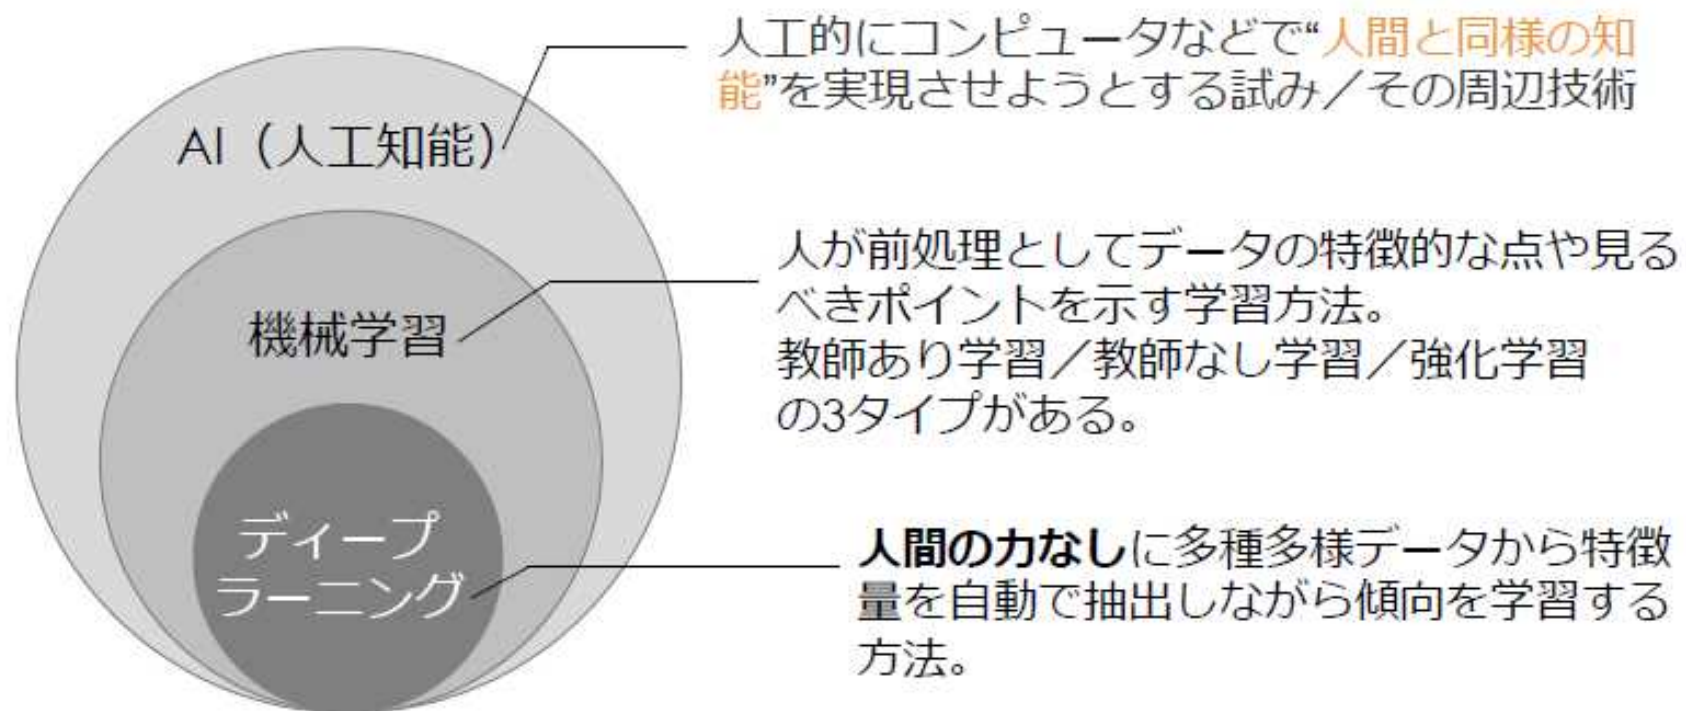 人工的にコンピュータなどで“人間と同様の知
能”を実現させようとする試み／その周辺技術
AI（人工知能）
人が前処理としてデータの特徴的な点や見る
べきポイントを示す学習方法。
教師あり学習／教師なし学習／強化学習
の3タイプがある。
機械学習
人間の力なしに多種多様データから特徴
量を自動で抽出しながら傾向を学習する
方法。
ディープ
ラーニング